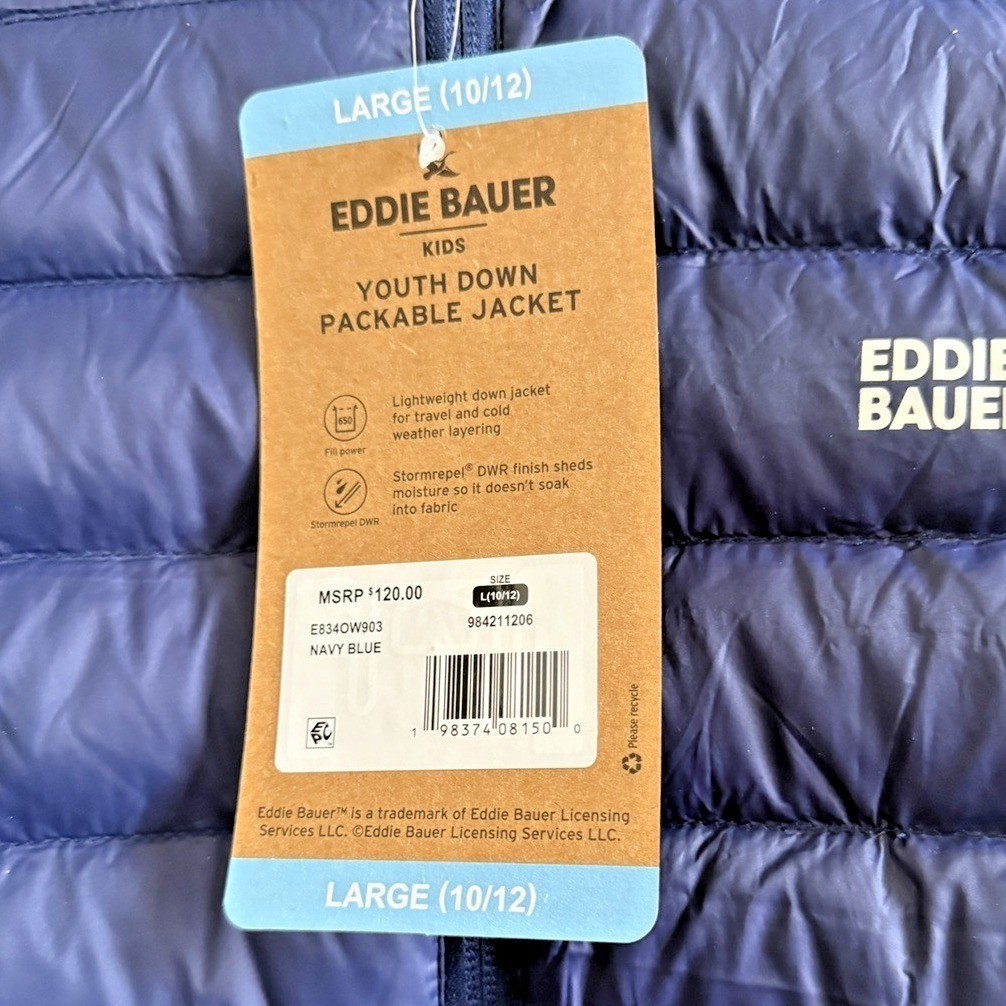 LARGE (10/12)
EDDIE BAUER
KIDS
YOUTH DOWN
PACKABLE JACKET
650
Fill power
Lightweight down jacket
for travel and cold
weather layering
Stormrepel DWR
Stormrepel® DWR finish sheds
moisture so it doesn't soak
into fabric
MSRP $120.00
SIZE
L(10/12)
E834OW903
984211206
NAVY BLUE
EPC
1 98374 08150 0
Please recycle
Eddie Bauer™ is a trademark of Eddie Bauer Licensing
Services LLC. ©Eddie Bauer Licensing Services LLC.
LARGE (10/12)
EDDIE
BAUE